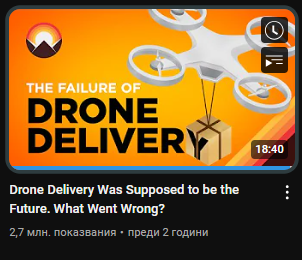 THE FAILURE OF
DRONE
DELIVERY
18:40
Drone Delivery Was Supposed to be the
Future. What Went Wrong?
2,7 млн. показвания • преди 2 години